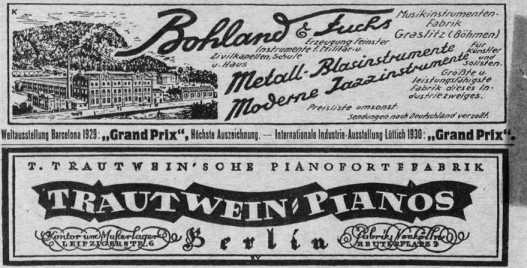 K
Bohland & Fuchs
Musikinstrumenten-
Fabrik
Graslitz (Böhmen)
Erzeugung feinster
Instrumente f. Militär- u.
Zivilkapellen, Schule
u. Haus
Metall-Blasinstrumente
Moderne Jazzinstrumente
für
Künstler
und
Solisten.
Größte u.
leistungsfähigste
Fabrik dieses In-
dustriezweiges.
Preisliste umsonst.
Sendungen nach Deutschland verzollt.
Weltausstellung Barcelona 1929: „Grand Prix", Höchste Auszeichnung. — Internationale Industrie-Ausstellung Lüttich 1930: „Grand Prix".
T. TRAUTWEIN'SCHE PIANOFORTEFABRIK
TRAUTWEIN PIANOS
Kontor u. Musterlager
LEIPZIGERSTR. 6
Berlin
Fabrik: Neukölln
REUTERPLATZ 2